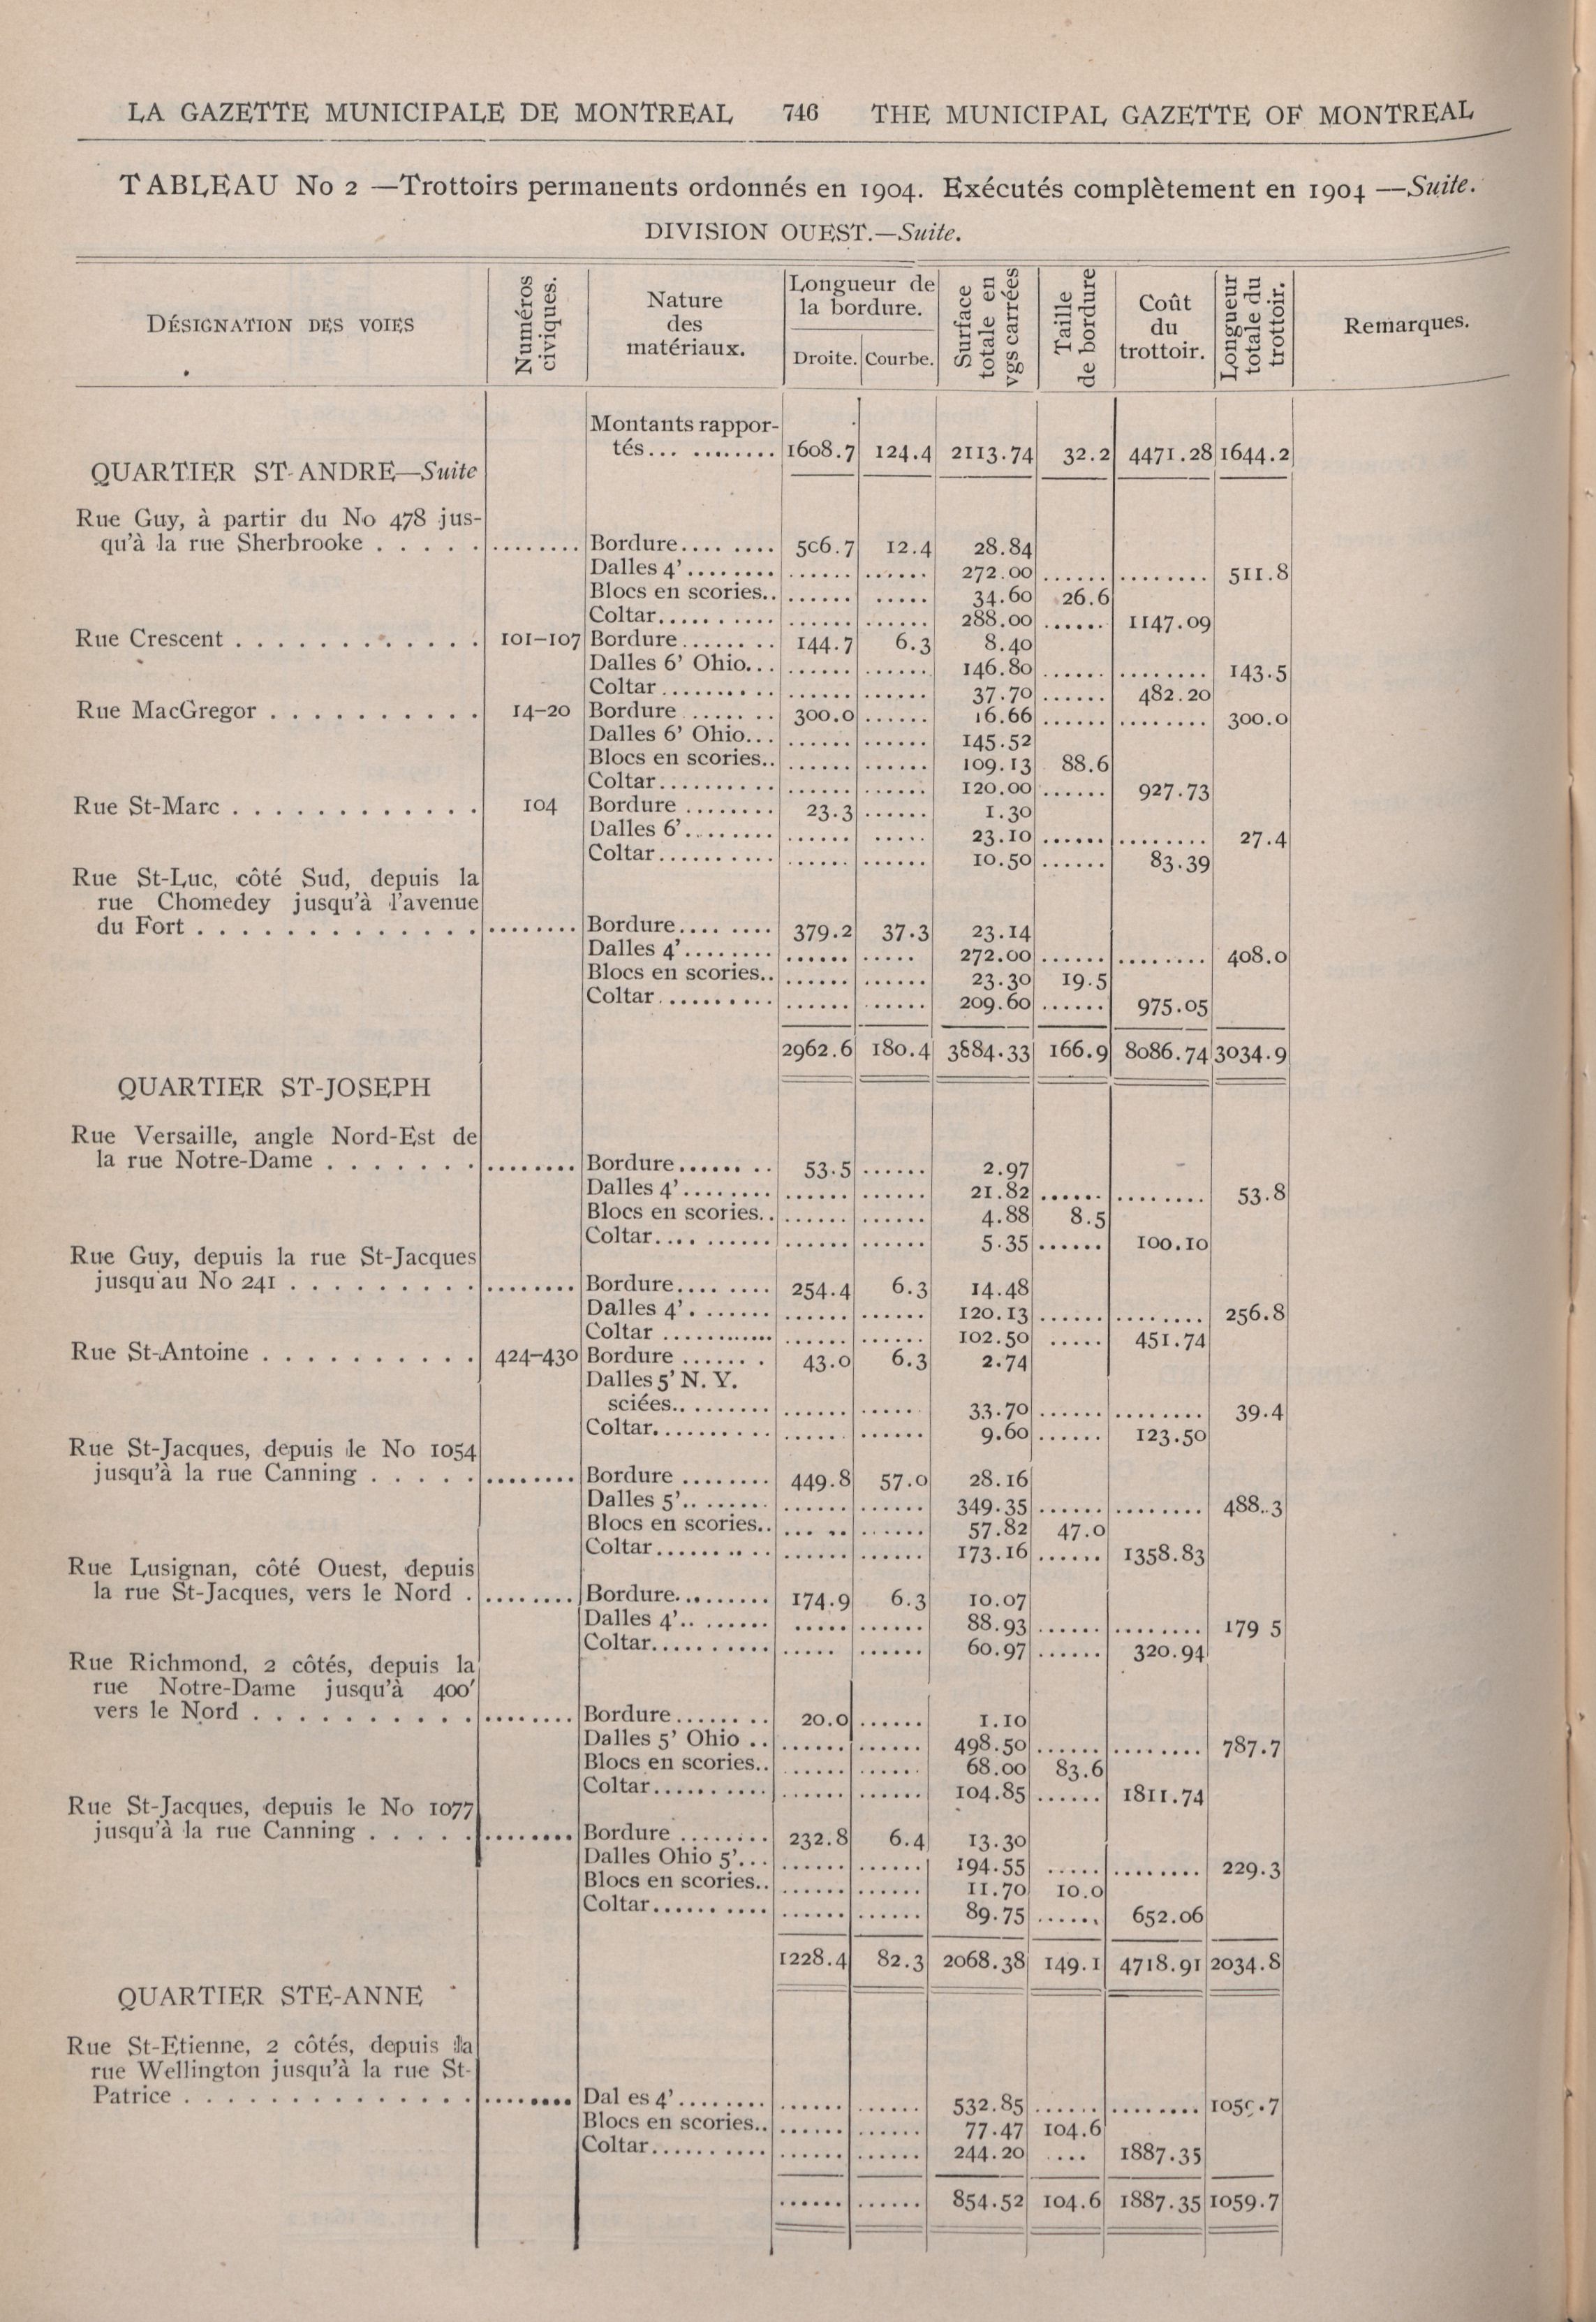 LA GAZETTE MUNICIPALE DE MONTREAL 746 THE MUNICIPAL GAZETTE OF MONTREAL
TABLEAU No 2 —Trottoirs permanents ordonnés en 1904. Exécutés complètement en 1904 —Suite.
DIVISION OUEST.—Suite.
DÉSIGNATION DES VOIES
Numéros civiques.
Nature des matériaux.
Longueur de la bordure.
Droite. Courbe.
Surface totale en vgs carrées
Taille de bordure
Coût du trottoir.
Longueur totale du trottoir.
Remarques.
Montants rappor-
tés... ........ 1608.7 124.4 2113.74 32.2 4471.28 1644.2
QUARTIER ST-ANDRE—Suite
Rue Guy, à partir du No 478 jus-
qu'à la rue Sherbrooke . . . . . ........ Bordure.... .... 506.7 12.4 28.84
Dalles 4' ........ ...... ...... 272.00 ...... ........ 511.8
Blocs en scories.. ...... ..... 34.60 26.6
Coltar.......... ...... ...... 288.00 ...... 1147.09
Rue Crescent . . . . . . . . . . . . 101-107 Bordure........ 144.7 6.3 8.40
Dalles 6' Ohio... ...... ...... 146.80 ...... ........ 143.5
Coltar.......... ...... ...... 37.70 ...... 482.20
Rue MacGregor . . . . . . . . . . 14-20 Bordure ...... .. 300.0 ...... 16.66 ...... ........ 300.0
Dalles 6' Ohio... ...... ...... 145.52
Blocs en scories.. ...... ...... 109.13 88.6
Coltar.......... ...... ...... 120.00 ...... 927.73
Rue St-Marc . . . . . . . . . . . . 104 Bordure ........ 23.3 ...... 1.30
Dalles 6'........ ...... ..... 23.10 ...... ........ 27.4
Coltar.......... ...... ...... 10.50 ...... 83.39
Rue St-Luc, côté Sud, depuis la
rue Chomedey jusqu'à l'avenue
du Fort . . . . . . . . . . . . . ........ Bordure.... .... 379.2 37.3 23.14
Dalles 4'........ ...... ..... 272.00 ...... ........ 408.0
Blocs en scories.. ...... ...... 23.30 19.5
Coltar.......... ...... ...... 209.60 ...... 975.05
2962.6 180.4 3884.33 166.9 8086.74 3034.9
QUARTIER ST-JOSEPH
Rue Versaille, angle Nord-Est de
la rue Notre-Dame . . . . . . . ........ Bordure...... .. 53.5 ...... 2.97
Dalles 4'........ ...... ...... 21.82 ...... ........ 53.8
Blocs en scories.. ...... ...... 4.88 8.5
Coltar.... ...... ...... ...... 5.35 ...... 100.10
Rue Guy, depuis la rue St-Jacques
jusqu'au No 241 . . . . . . . . . ........ Bordure.... .... 254.4 6.3 14.48
Dalles 4'. ...... ...... ...... 120.13 ...... ........ 256.8
Coltar .......... ...... ...... 102.50 ..... 451.74
Rue St-Antoine . . . . . . . . . . 424-430 Bordure ....... . 43.0 6.3 2.74
Dalles 5' N. Y.
sciées.. ....... ...... ...... 33.70 ...... ........ 39.4
Coltar.......... ...... ...... 9.60 ...... 123.50
Rue St-Jacques, depuis le No 1054
jusqu'à la rue Canning . . . . . ........ Bordure ........ 449.8 57.0 28.16
Dalles 5'.. ...... ...... ...... 349.35 ...... ........ 488..3
Blocs en scories.. ... .. ...... 57.82 47.0
Coltar.......... ...... ...... 173.16 ...... 1358.83
Rue Lusignan, côté Ouest, depuis
la rue St-Jacques, vers le Nord . ........ Bordure......... 174.9 6.3 10.07
Dalles 4'.. ...... ..... ...... 88.93 ...... ........ 179 5
Coltar.......... ..... ...... 60.97 ...... 320.94
Rue Richmond, 2 côtés, depuis la
rue Notre-Dame jusqu'à 400'
vers le Nord . . . . . . . . . . . ........ Bordure....... .. 20.0 ...... 1.10
Dalles 5' Ohio .. ...... ...... 498.50 ...... ........ 787.7
Blocs en scories.. ...... ...... 68.00 83.6
Coltar.......... ...... ...... 104.85 ...... 1811.74
Rue St-Jacques, depuis le No 1077
jusqu'à la rue Canning . . . . . ........ Bordure ........ 232.8 6.4 13.30
Dalles Ohio 5'... ...... ...... 194.55 ..... ........ 229.3
Blocs en scories.. ...... ...... 11.70 10.0
Coltar...... .... ...... ...... 89.75 ...... 652.06
1228.4 82.3 2068.38 149.1 4718.91 2034.8
QUARTIER STE-ANNE
Rue St-Etienne, 2 côtés, depuis la
rue Wellington jusqu'à la rue St-
Patrice . . . . . . . . . . . . . . ........ Dal es 4'........ ...... ...... 532.85 ...... ........ 1059.7
Blocs en scories.. ...... ...... 77.47 104.6
Coltar.......... ...... ...... 244.20 .... 1887.35
...... ...... 854.52 104.6 1887.35 1059.7